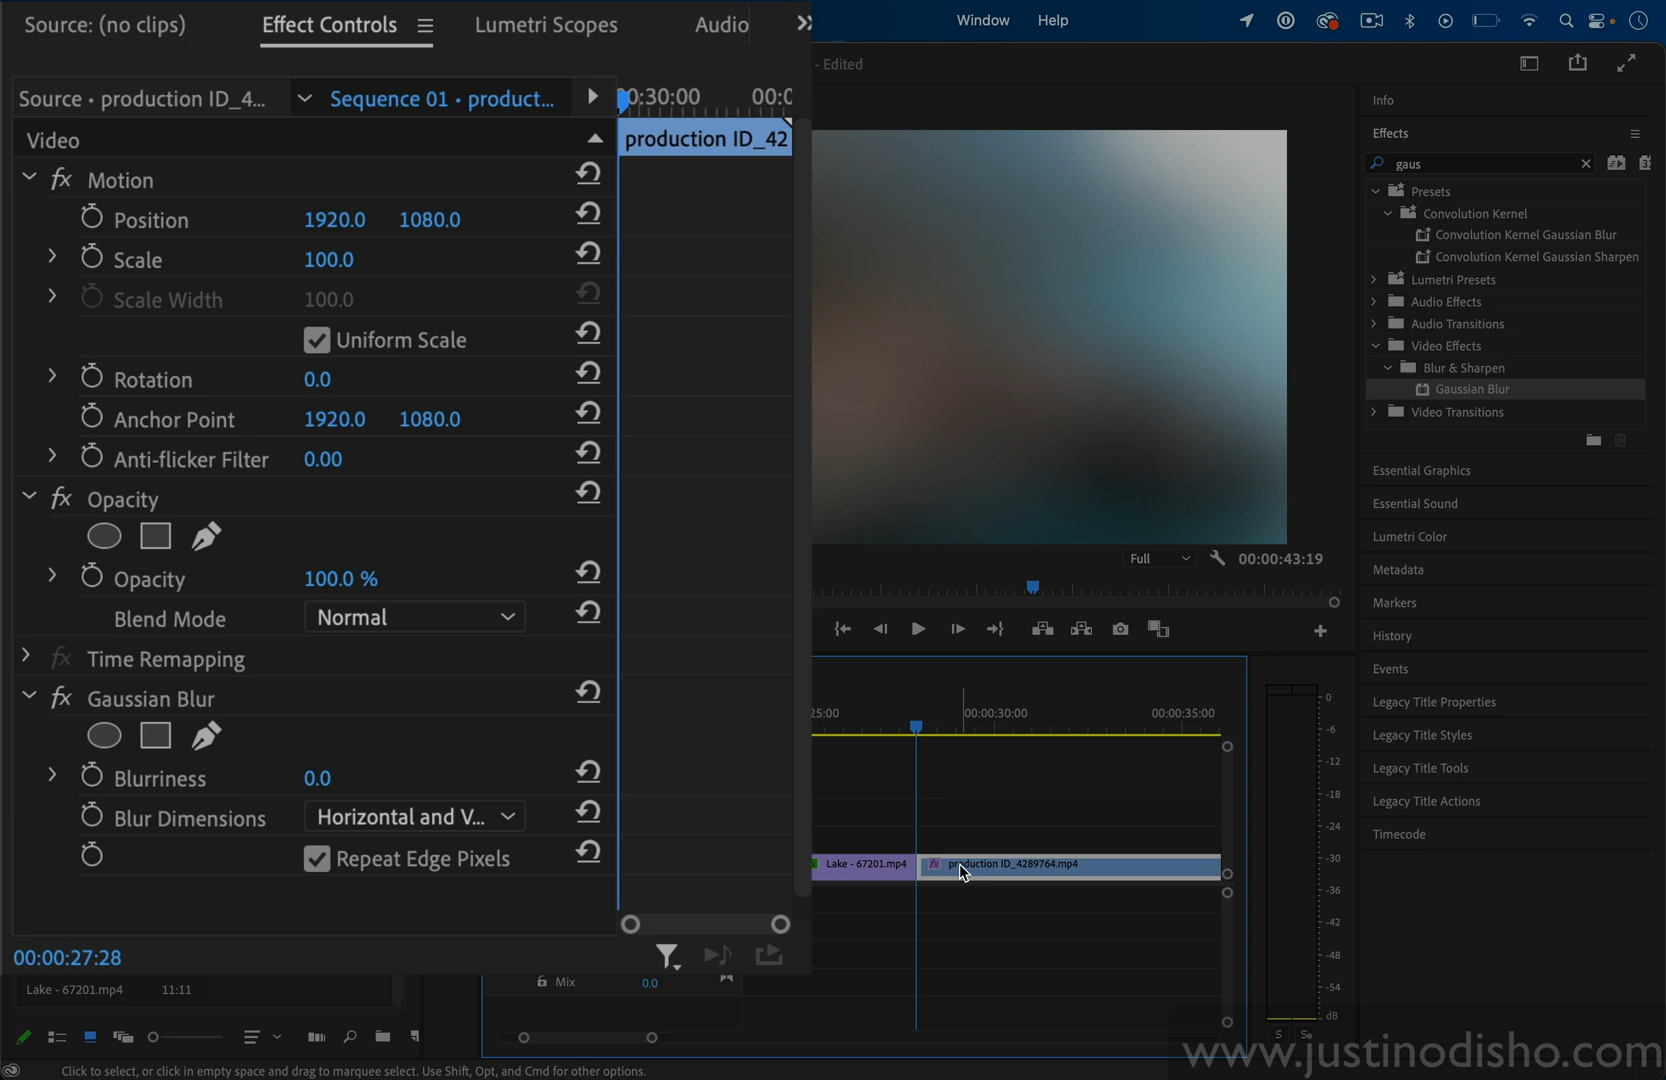 Source: (no clips)
Effect Controls
Lumetri Scopes
Audio
Window
Help
- Edited
Source • production ID_4...
Sequence 01 • product...
0:30:00
00:0
Video
production ID_42
fx Motion
Position 1920.0 1080.0
Scale 100.0
Scale Width 100.0
Uniform Scale
Rotation 0.0
Anchor Point 1920.0 1080.0
Anti-flicker Filter 0.00
fx Opacity
Opacity 100.0 %
Blend Mode Normal
fx Time Remapping
fx Gaussian Blur
Blurriness 0.0
Blur Dimensions Horizontal and V...
Repeat Edge Pixels
00:00:27:28
Lake - 67201.mp4 11:11
Click to select, or click in empty space and drag to marquee select. Use Shift, Opt, and Cmd for other options.
Full
00:00:43:19
25:00
00:00:30:00
00:00:35:00
Lake - 67201.mp4
fx production ID_4289764.mp4
Mix 0.0
0
-6
-12
-18
-24
-30
-36
-42
-48
-54
dB
S S
Info
Effects
gaus
Presets
Convolution Kernel
Convolution Kernel Gaussian Blur
Convolution Kernel Gaussian Sharpen
Lumetri Presets
Audio Effects
Audio Transitions
Video Effects
Blur & Sharpen
Gaussian Blur
Video Transitions
Essential Graphics
Essential Sound
Lumetri Color
Metadata
Markers
History
Events
Legacy Title Properties
Legacy Title Styles
Legacy Title Tools
Legacy Title Actions
Timecode
www.justinodisho.com